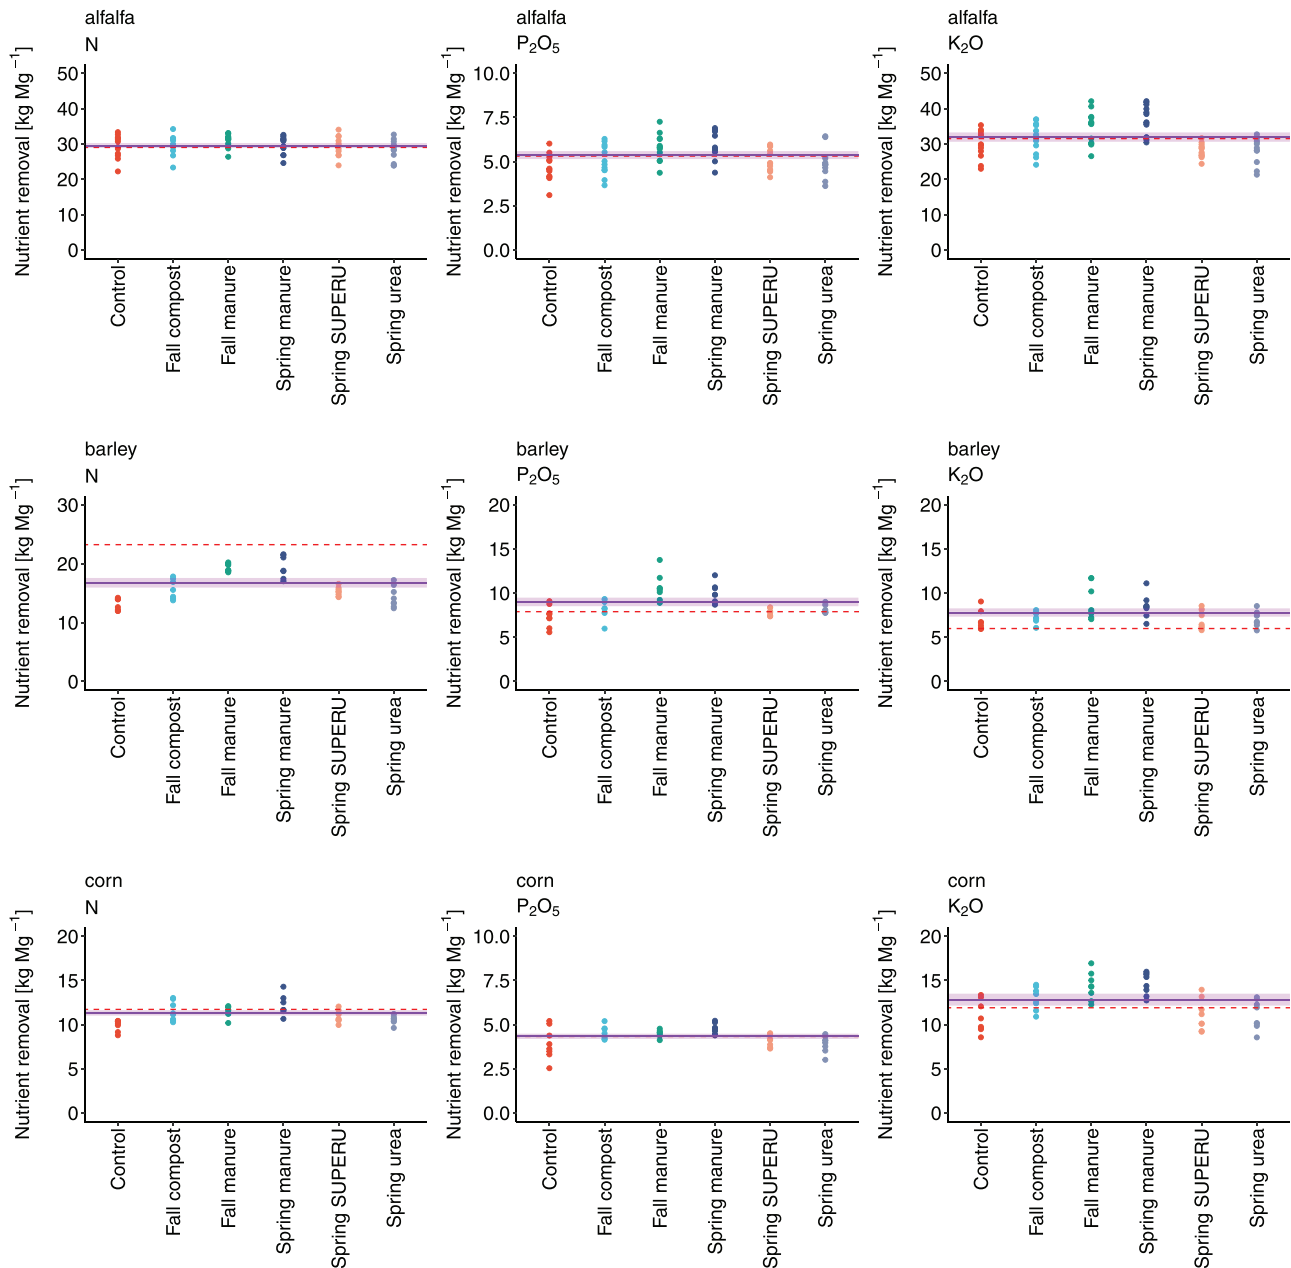 alfalfa
N
Nutrient removal [kg Mg⁻¹]
50
40
30
20
10
0
Control
Fall compost
Fall manure
Spring manure
Spring SUPERU
Spring urea
alfalfa
P₂O₅
Nutrient removal [kg Mg⁻¹]
10.0
7.5
5.0
2.5
0.0
Control
Fall compost
Fall manure
Spring manure
Spring SUPERU
Spring urea
alfalfa
K₂O
Nutrient removal [kg Mg⁻¹]
50
40
30
20
10
0
Control
Fall compost
Fall manure
Spring manure
Spring SUPERU
Spring urea
barley
N
Nutrient removal [kg Mg⁻¹]
30
20
10
0
Control
Fall compost
Fall manure
Spring manure
Spring SUPERU
Spring urea
barley
P₂O₅
Nutrient removal [kg Mg⁻¹]
20
15
10
5
0
Control
Fall compost
Fall manure
Spring manure
Spring SUPERU
Spring urea
barley
K₂O
Nutrient removal [kg Mg⁻¹]
20
15
10
5
0
Control
Fall compost
Fall manure
Spring manure
Spring SUPERU
Spring urea
corn
N
Nutrient removal [kg Mg⁻¹]
20
15
10
5
0
Control
Fall compost
Fall manure
Spring manure
Spring SUPERU
Spring urea
corn
P₂O₅
Nutrient removal [kg Mg⁻¹]
10.0
7.5
5.0
2.5
0.0
Control
Fall compost
Fall manure
Spring manure
Spring SUPERU
Spring urea
corn
K₂O
Nutrient removal [kg Mg⁻¹]
20
15
10
5
0
Control
Fall compost
Fall manure
Spring manure
Spring SUPERU
Spring urea